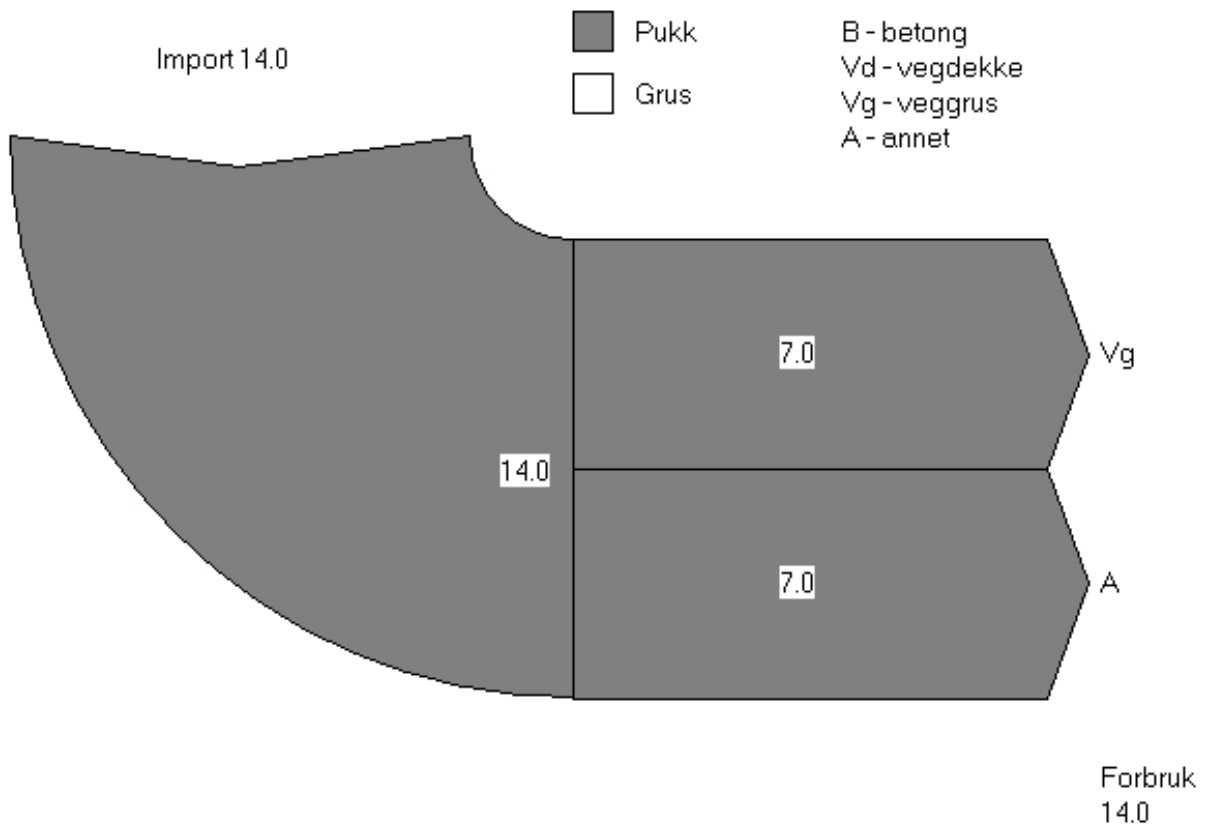 Import 14.0
Pukk
Grus
B - betong
Vd - vegdekke
Vg - veggrus
A - annet
7.0
Vg
14.0
7.0
A
Forbruk
14.0